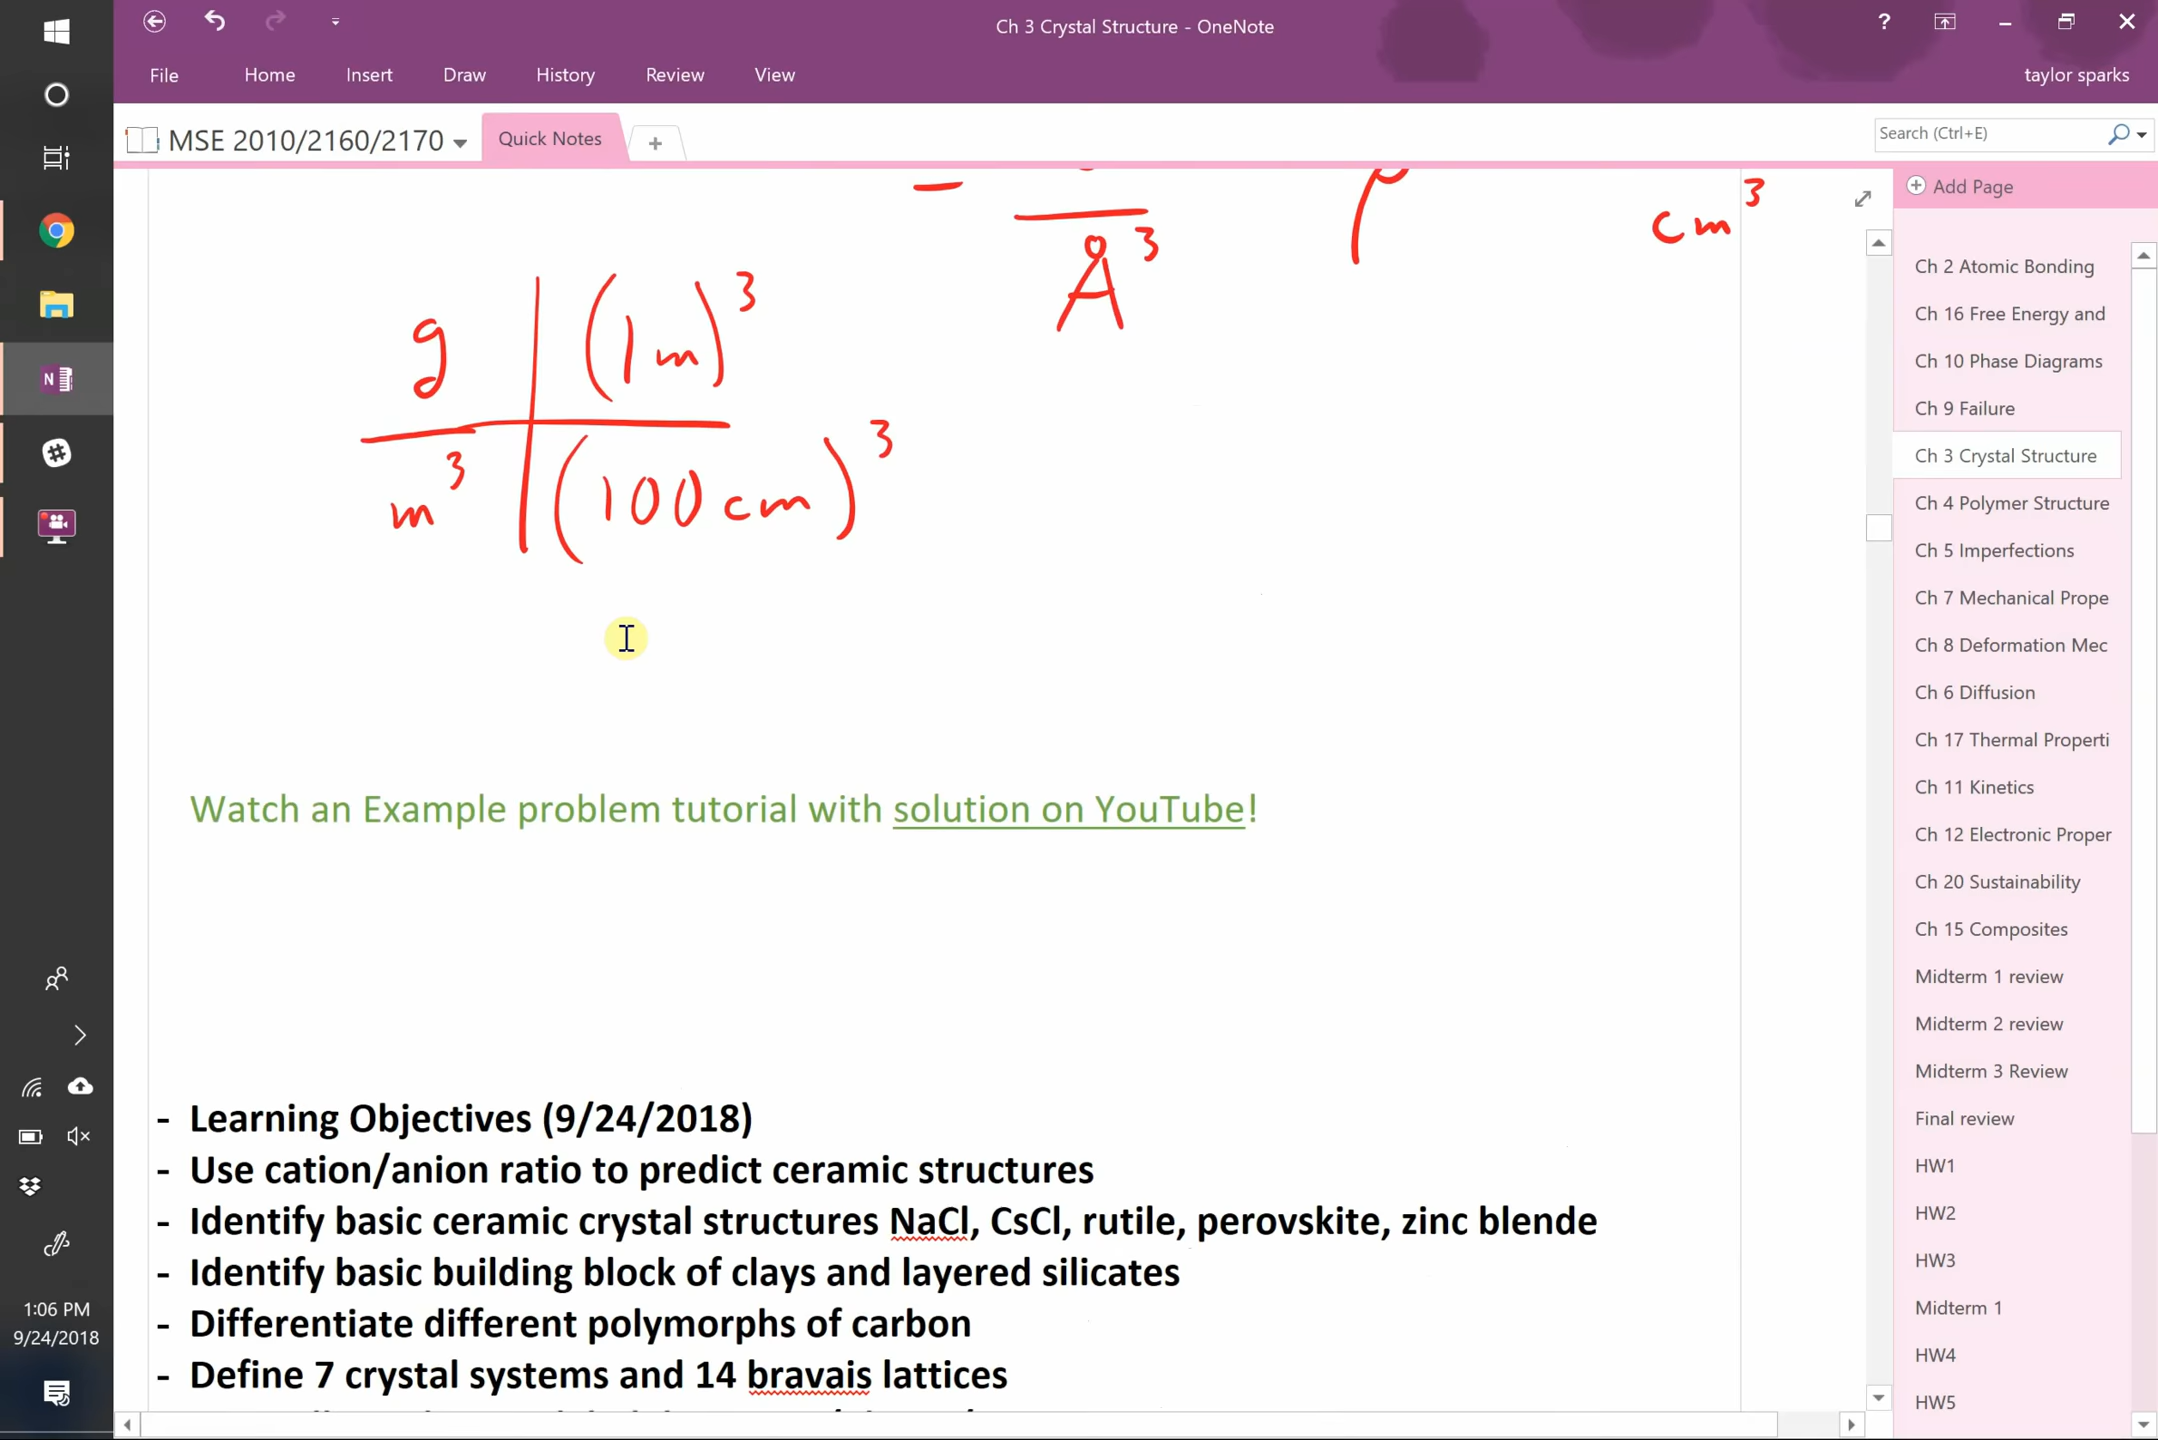 Ch 3 Crystal Structure - OneNote
?
File Home Insert Draw History Review View
taylor sparks
MSE 2010/2160/2170
Quick Notes
+
Search (Ctrl+E)
Add Page
Ch 2 Atomic Bonding
Ch 16 Free Energy and
Ch 10 Phase Diagrams
Ch 9 Failure
Ch 3 Crystal Structure
Ch 4 Polymer Structure
Ch 5 Imperfections
Ch 7 Mechanical Prope
Ch 8 Deformation Mec
Ch 6 Diffusion
Ch 17 Thermal Properti
Ch 11 Kinetics
Ch 12 Electronic Proper
Ch 20 Sustainability
Ch 15 Composites
Midterm 1 review
Midterm 2 review
Midterm 3 Review
Final review
HW1
HW2
HW3
Midterm 1
HW4
HW5
cm³
Å³
g (1m)³
m³ (100cm)³
Watch an Example problem tutorial with solution on YouTube!
- Learning Objectives (9/24/2018)
- Use cation/anion ratio to predict ceramic structures
- Identify basic ceramic crystal structures NaCl, CsCl, rutile, perovskite, zinc blende
- Identify basic building block of clays and layered silicates
- Differentiate different polymorphs of carbon
- Define 7 crystal systems and 14 bravais lattices
N
1:06 PM
9/24/2018